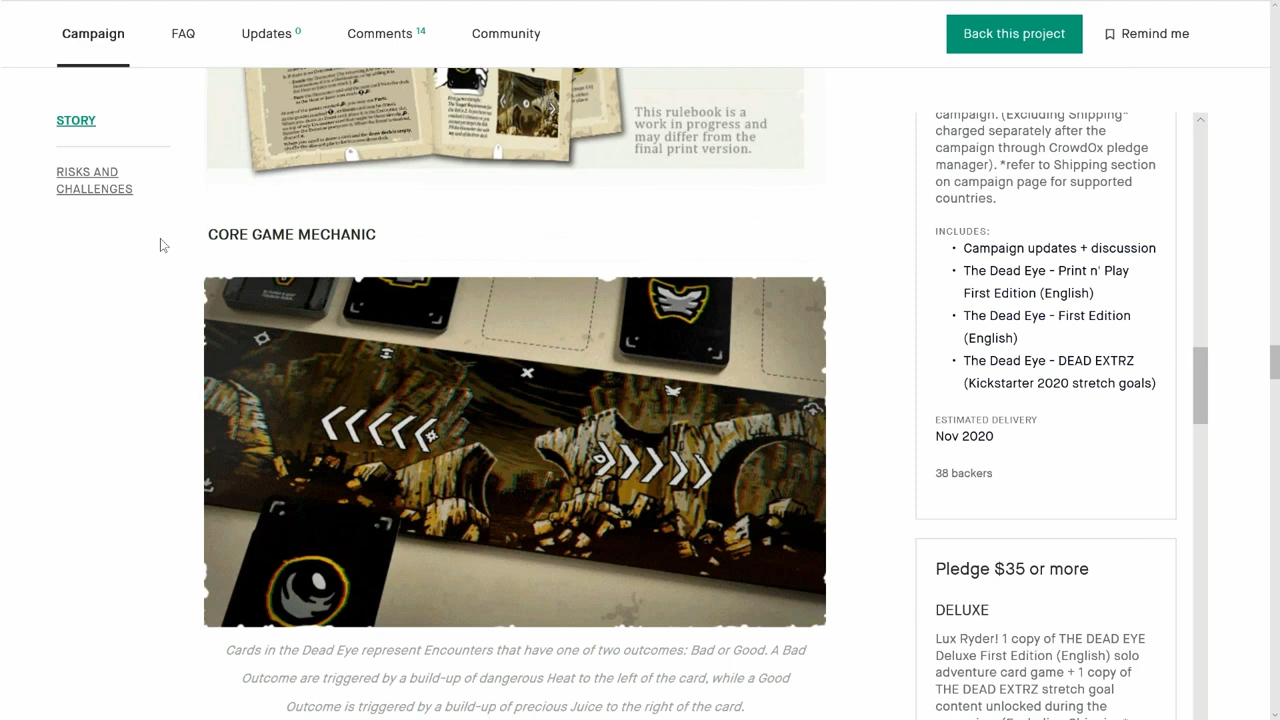 Campaign
FAQ
Updates 0
Comments 14
Community
Back this project
Remind me
STORY
RISKS AND
CHALLENGES
This rulebook is a
work in progress and
may differ from the
final print version.
CORE GAME MECHANIC
Cards in the Dead Eye represent Encounters that have one of two outcomes: Bad or Good. A Bad
Outcome are triggered by a build-up of dangerous Heat to the left of the card, while a Good
Outcome is triggered by a build-up of precious Juice to the right of the card.
campaign. (Excluding Shipping*
charged separately after the
campaign through CrowdOx pledge
manager). *refer to Shipping section
on campaign page for supported
countries.
INCLUDES:
• Campaign updates + discussion
• The Dead Eye - Print n' Play
First Edition (English)
• The Dead Eye - First Edition
(English)
• The Dead Eye - DEAD EXTRZ
(Kickstarter 2020 stretch goals)
ESTIMATED DELIVERY
Nov 2020
38 backers
Pledge $35 or more
DELUXE
Lux Ryder! 1 copy of THE DEAD EYE
Deluxe First Edition (English) solo
adventure card game + 1 copy of
THE DEAD EXTRZ stretch goal
content unlocked during the